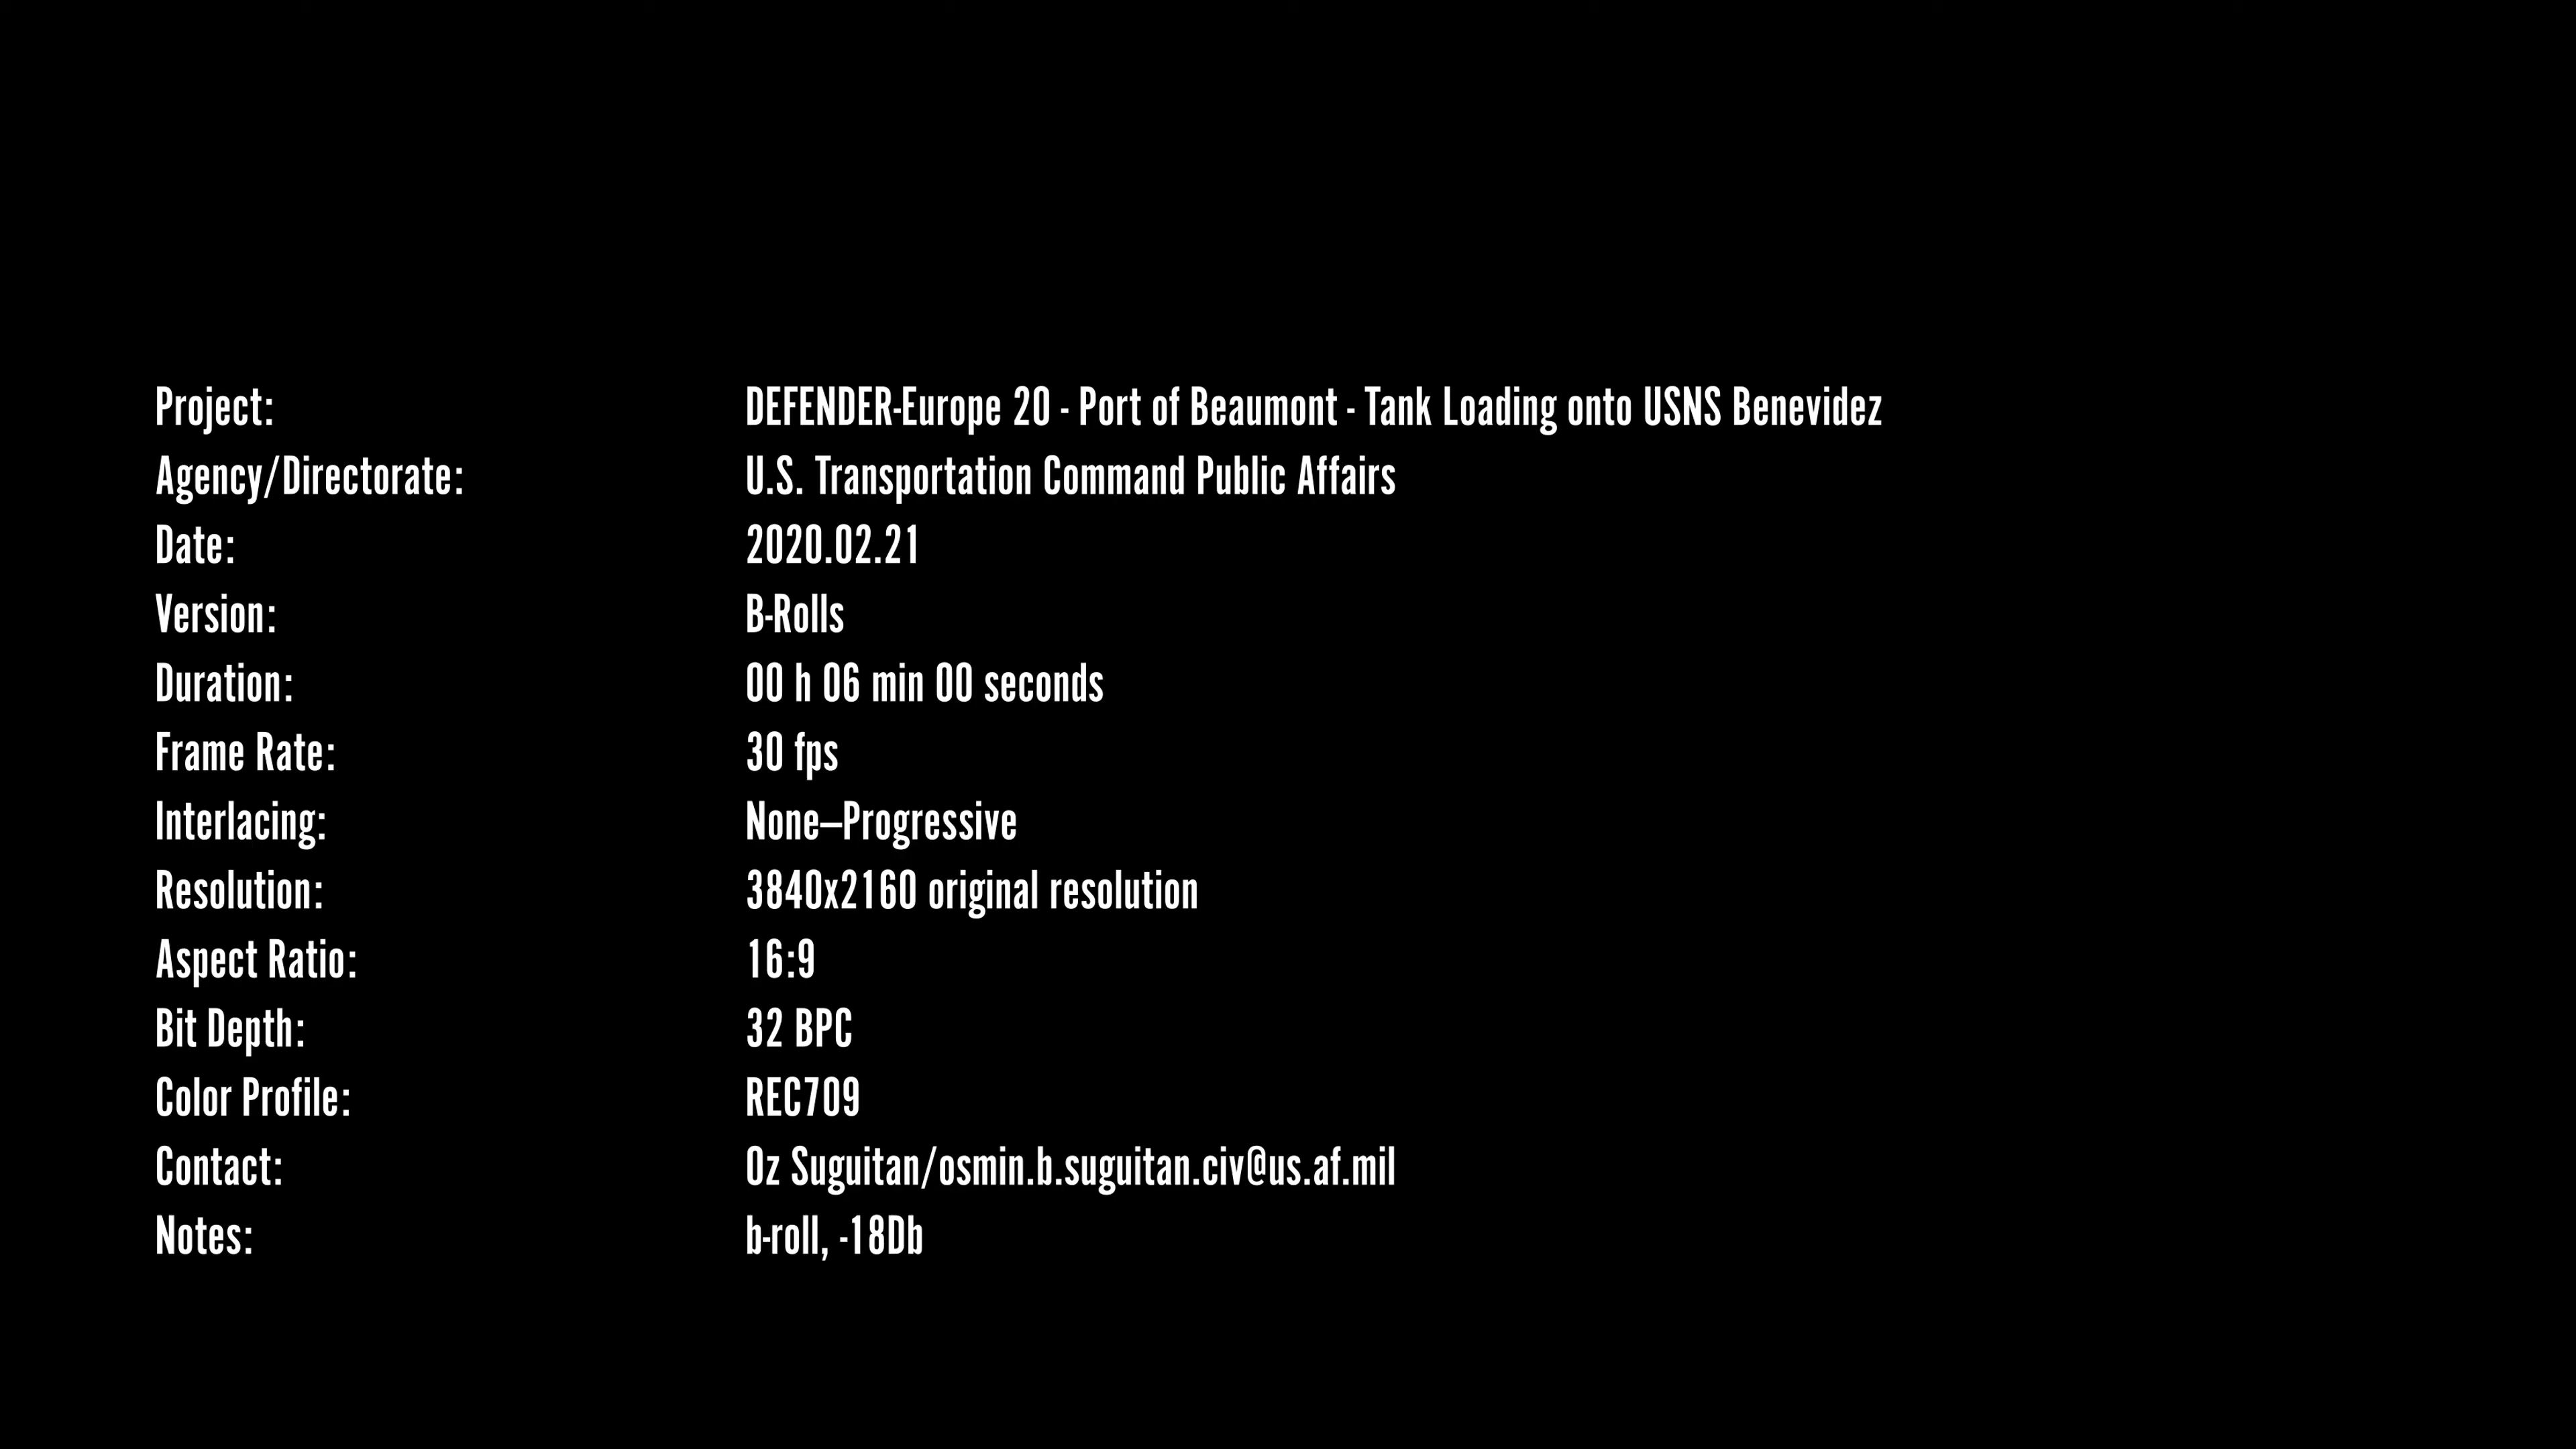 Project: DEFENDER-Europe 20 - Port of Beaumont - Tank Loading onto USNS Benevidez
Agency/Directorate: U.S. Transportation Command Public Affairs
Date: 2020.02.21
Version: B-Rolls
Duration: 00 h 06 min 00 seconds
Frame Rate: 30 fps
Interlacing: None—Progressive
Resolution: 3840x2160 original resolution
Aspect Ratio: 16:9
Bit Depth: 32 BPC
Color Profile: REC709
Contact: Oz Suguitan/osmin.b.suguitan.civ@us.af.mil
Notes: b-roll, -18Db